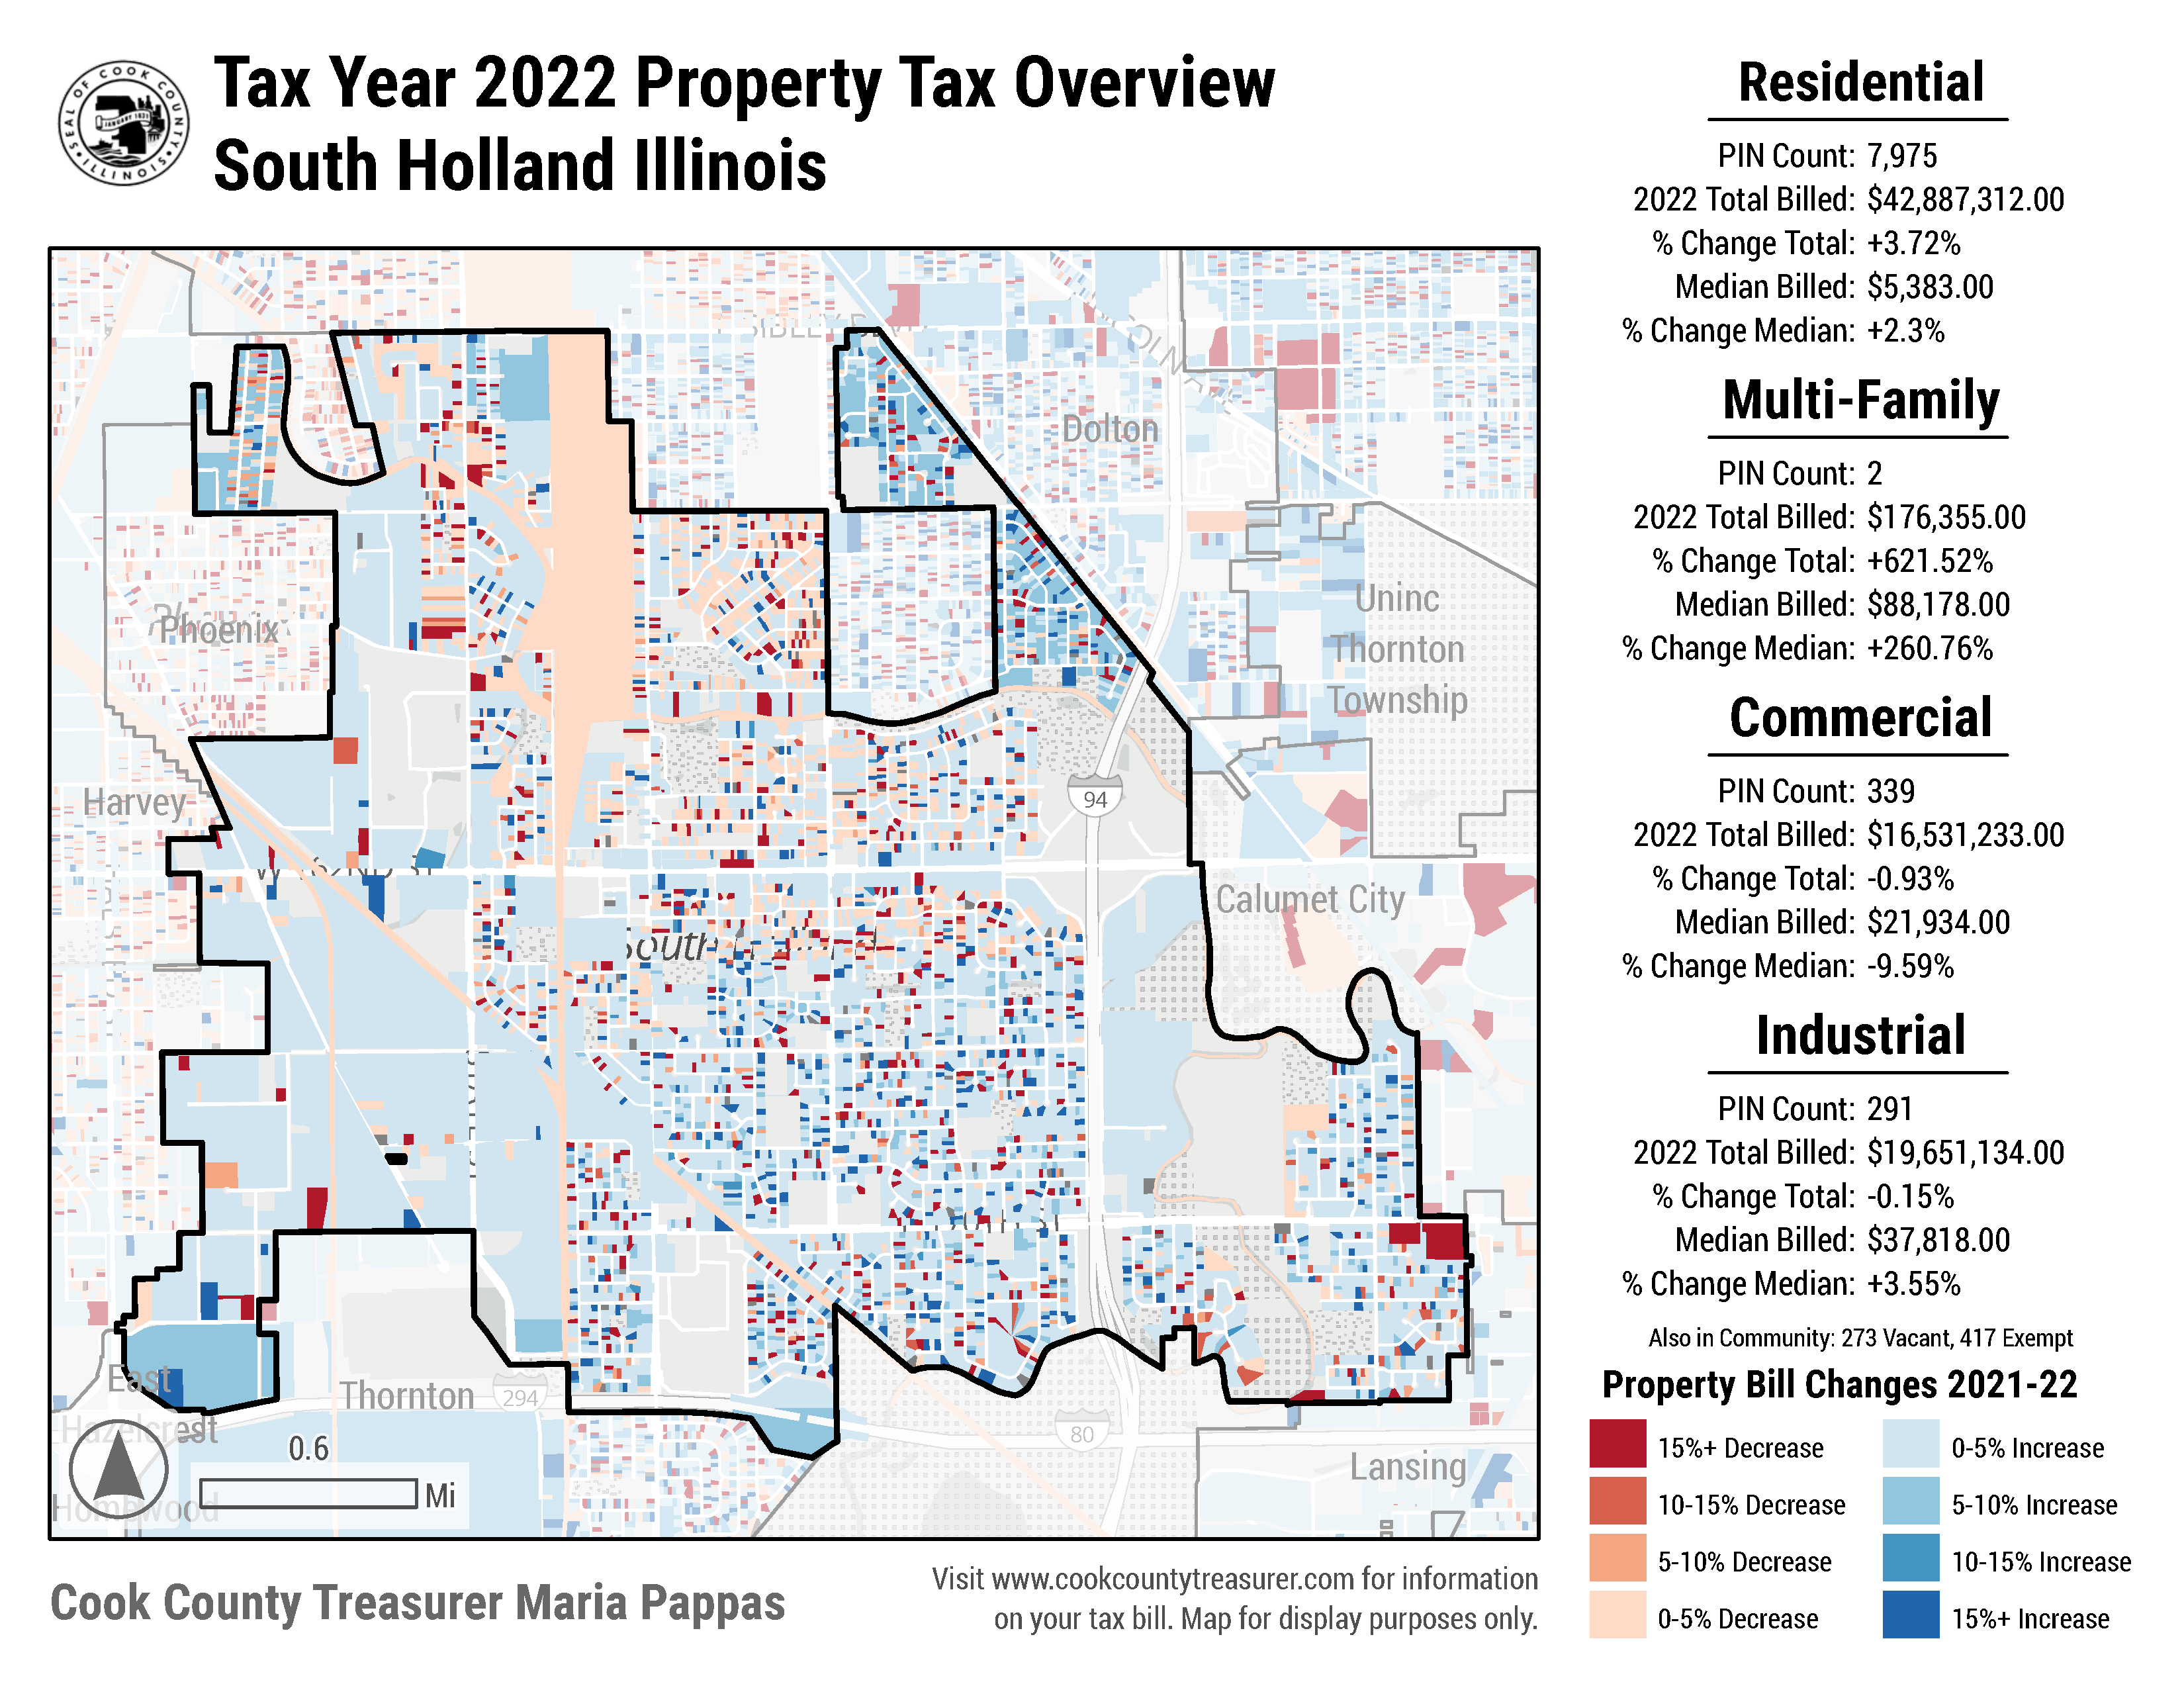 Tax Year 2022 Property Tax Overview
South Holland Illinois
SEAL OF COOK COUNTY
ILLINOIS
JANUARY 1831
Residential
PIN Count: 7,975
2022 Total Billed: $42,887,312.00
% Change Total: +3.72%
Median Billed: $5,383.00
% Change Median: +2.3%
Multi-Family
PIN Count: 2
2022 Total Billed: $176,355.00
% Change Total: +621.52%
Median Billed: $88,178.00
% Change Median: +260.76%
Commercial
PIN Count: 339
2022 Total Billed: $16,531,233.00
% Change Total: -0.93%
Median Billed: $21,934.00
% Change Median: -9.59%
Industrial
PIN Count: 291
2022 Total Billed: $19,651,134.00
% Change Total: -0.15%
Median Billed: $37,818.00
% Change Median: +3.55%
Also in Community: 273 Vacant, 417 Exempt
Property Bill Changes 2021-22
15%+ Decrease
10-15% Decrease
5-10% Decrease
0-5% Decrease
0-5% Increase
5-10% Increase
10-15% Increase
15%+ Increase
SIBLEY
Dolton
Uninc
Thornton
Township
Phoenix
Harvey
94
W 162ND ST
Calumet City
South Holland
East
Hazelcrest
Homewood
Thornton
294
80
Lansing
0.6
Mi
Cook County Treasurer Maria Pappas
Visit www.cookcountytreasurer.com for information
on your tax bill. Map for display purposes only.